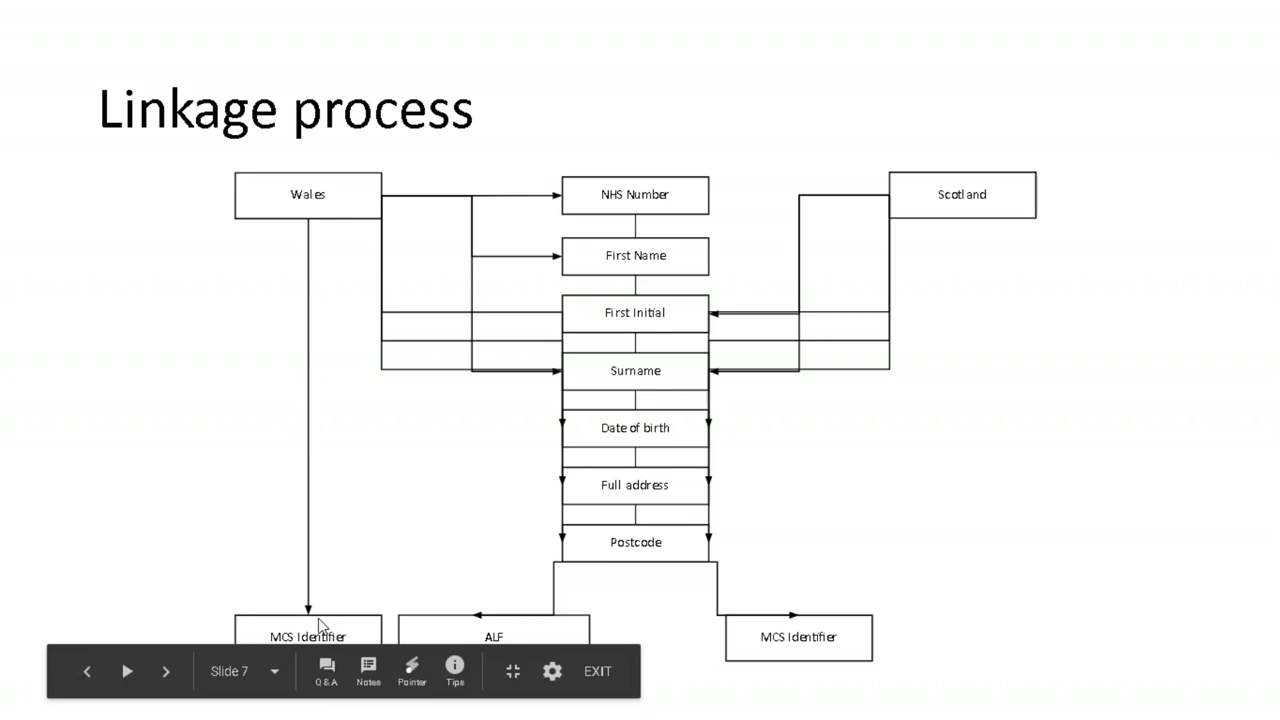 Linkage process
Wales
NHS Number
Scotland
First Name
First Initial
Surname
Date of birth
Full address
Postcode
MCS Identifier
ALF
MCS Identifier
Slide 7
Q & A
Notes
Pointer
Tips
EXIT